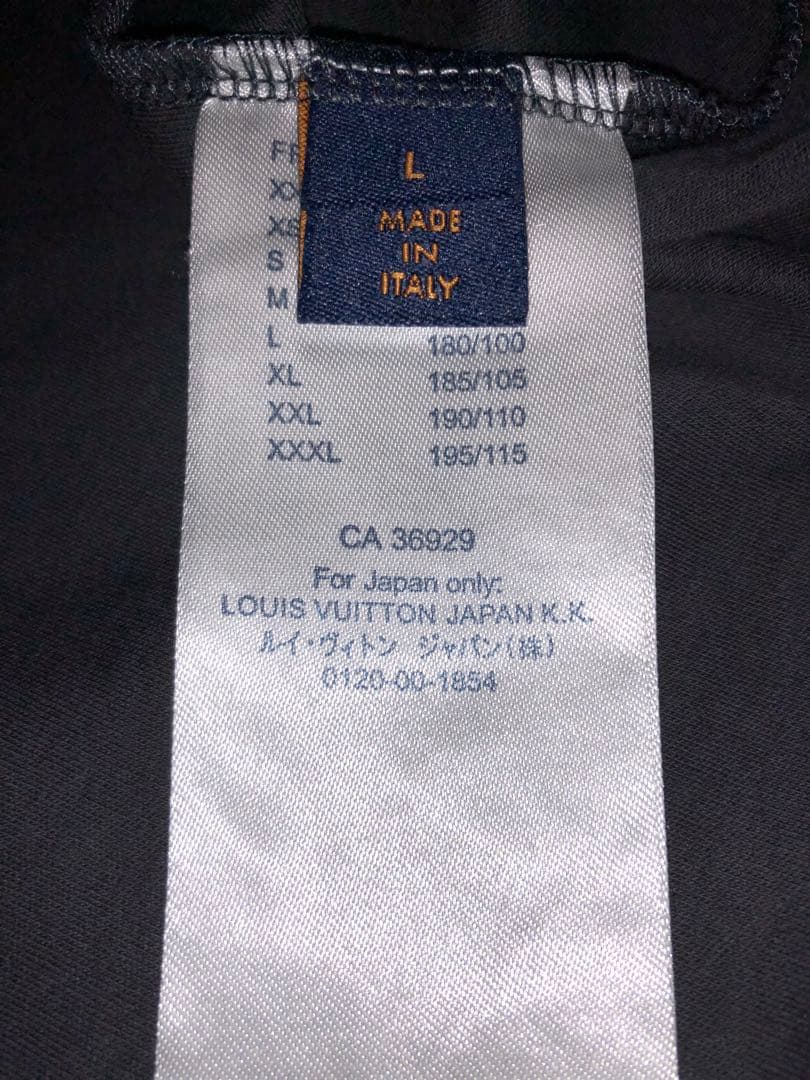 L
MADE
IN
ITALY
S
M
L 180/100
XL 185/105
XXL 190/110
XXXL 195/115
CA 36929
For Japan only:
LOUIS VUITTON JAPAN K.K.
ルイ・ヴィトン ジャパン(株)
0120-00-1854